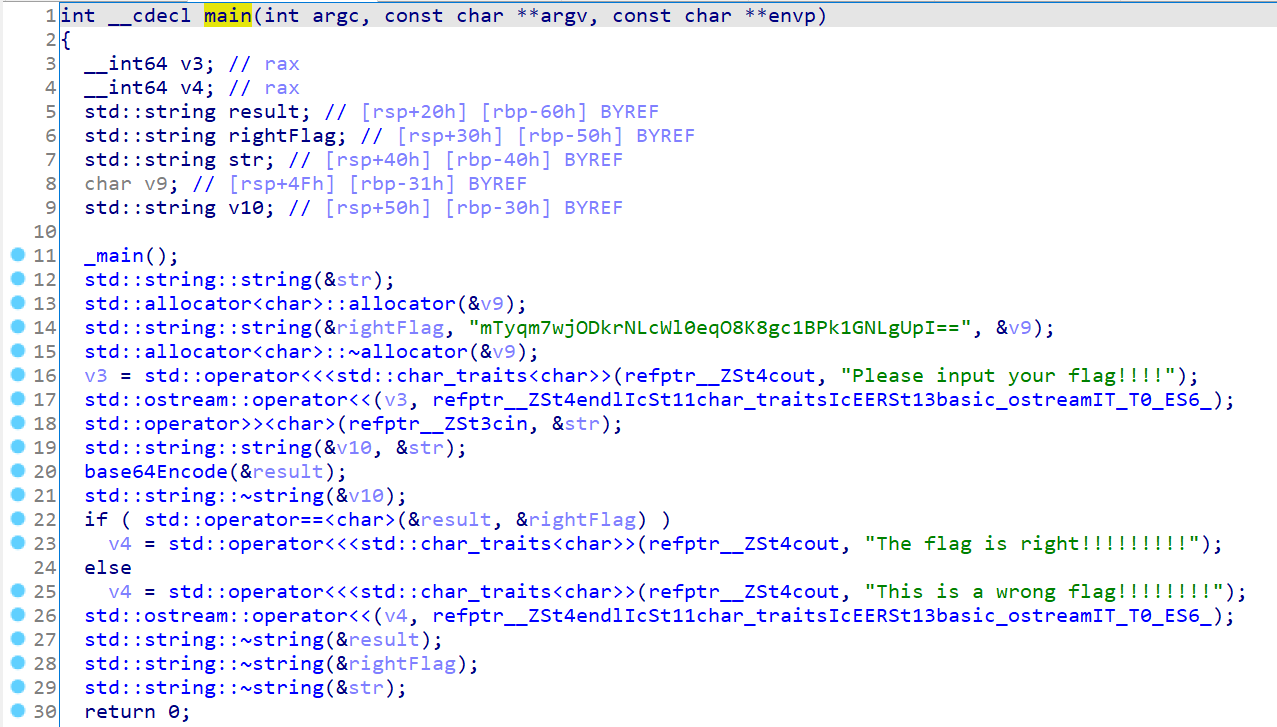 1 int __cdecl main(int argc, const char **argv, const char **envp)
2 {
3 __int64 v3; // rax
4 __int64 v4; // rax
5 std::string result; // [rsp+20h] [rbp-60h] BYREF
6 std::string rightFlag; // [rsp+30h] [rbp-50h] BYREF
7 std::string str; // [rsp+40h] [rbp-40h] BYREF
8 char v9; // [rsp+4Fh] [rbp-31h] BYREF
9 std::string v10; // [rsp+50h] [rbp-30h] BYREF
10
11 _main();
12 std::string::string(&str);
13 std::allocator<char>::allocator(&v9);
14 std::string::string(&rightFlag, "mTyqm7wjODkrNLcWl0eqO8K8gc1BPk1GNLgUpI==", &v9);
15 std::allocator<char>::~allocator(&v9);
16 v3 = std::operator<<<std::char_traits<char>>(refptr__ZSt4cout, "Please input your flag!!!!");
17 std::ostream::operator<<(v3, refptr__ZSt4endlIcSt11char_traitsIcEERSt13basic_ostreamIT_T0_ES6_);
18 std::operator>><char>(refptr__ZSt3cin, &str);
19 std::string::string(&v10, &str);
20 base64Encode(&result);
21 std::string::~string(&v10);
22 if ( std::operator==<char>(&result, &rightFlag) )
23 v4 = std::operator<<<std::char_traits<char>>(refptr__ZSt4cout, "The flag is right!!!!!!!!!");
24 else
25 v4 = std::operator<<<std::char_traits<char>>(refptr__ZSt4cout, "This is a wrong flag!!!!!!!!");
26 std::ostream::operator<<(v4, refptr__ZSt4endlIcSt11char_traitsIcEERSt13basic_ostreamIT_T0_ES6_);
27 std::string::~string(&result);
28 std::string::~string(&rightFlag);
29 std::string::~string(&str);
30 return 0;